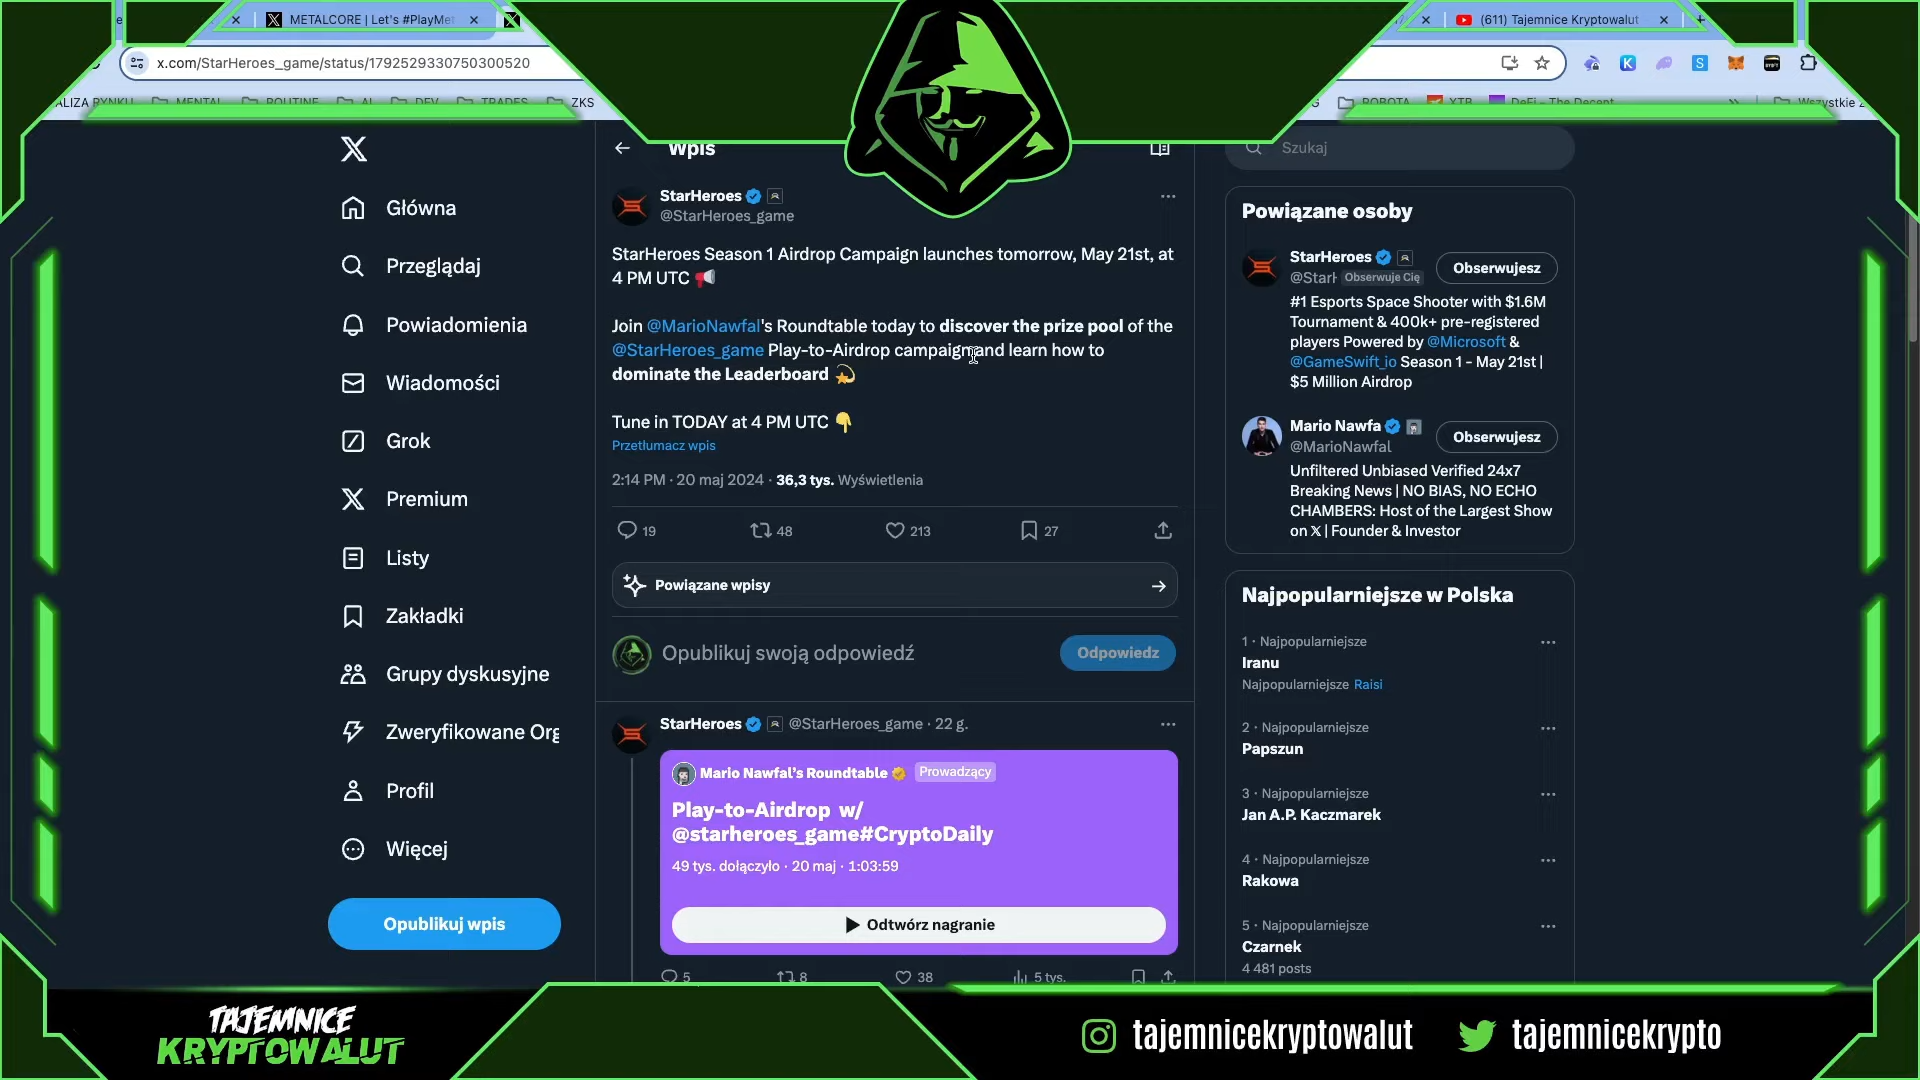 METALCORE | Let's #PlayMet
(611) Tajemnice Kryptowalut
x.com/StarHeroes_game/status/1792529330750300520
ALIZA RYNKU
MENTAL
ROUTINE
AI
DEV
TRADES
ZKS
ROBOTA
XTB
DeFi - The Decent
Wszystkie
Główna
Przeglądaj
Powiadomienia
Wiadomości
Grok
Premium
Listy
Zakładki
Grupy dyskusyjne
Zweryfikowane Org
Profil
Więcej
Opublikuj wpis
Wpis
StarHeroes
@StarHeroes_game
StarHeroes Season 1 Airdrop Campaign launches tomorrow, May 21st, at
4 PM UTC 📢
Join @MarioNawfal's Roundtable today to discover the prize pool of the
@StarHeroes_game Play-to-Airdrop campaign and learn how to
dominate the Leaderboard 💫
Tune in TODAY at 4 PM UTC 👇
Przetłumacz wpis
2:14 PM · 20 maj 2024 · 36,3 tys. Wyświetlenia
19 48 213 27
Powiązane wpisy
Opublikuj swoją odpowiedź
Odpowiedz
StarHeroes @StarHeroes_game · 22 g.
Mario Nawfal's Roundtable Prowadzący
Play-to-Airdrop w/
@starheroes_game#CryptoDaily
49 tys. dołączyło · 20 maj · 1:03:59
Odtwórz nagranie
5 8 38 5 tys.
Szukaj
Powiązane osoby
StarHeroes
@StarH Obserwuje Cię
Obserwujesz
#1 Esports Space Shooter with $1.6M
Tournament & 400k+ pre-registered
players Powered by @Microsoft &
@GameSwift_io Season 1 - May 21st |
$5 Million Airdrop
Mario Nawfa
@MarioNawfal
Obserwujesz
Unfiltered Unbiased Verified 24x7
Breaking News | NO BIAS, NO ECHO
CHAMBERS: Host of the Largest Show
on 𝕏 | Founder & Investor
Najpopularniejsze w Polska
1 · Najpopularniejsze
Iranu
Najpopularniejsze Raisi
2 · Najpopularniejsze
Papszun
3 · Najpopularniejsze
Jan A.P. Kaczmarek
4 · Najpopularniejsze
Rakowa
5 · Najpopularniejsze
Czarnek
4 481 posts
TAJEMNICE
KRYPTOWALUT
tajemnicekryptowalut
tajemnicekrypto